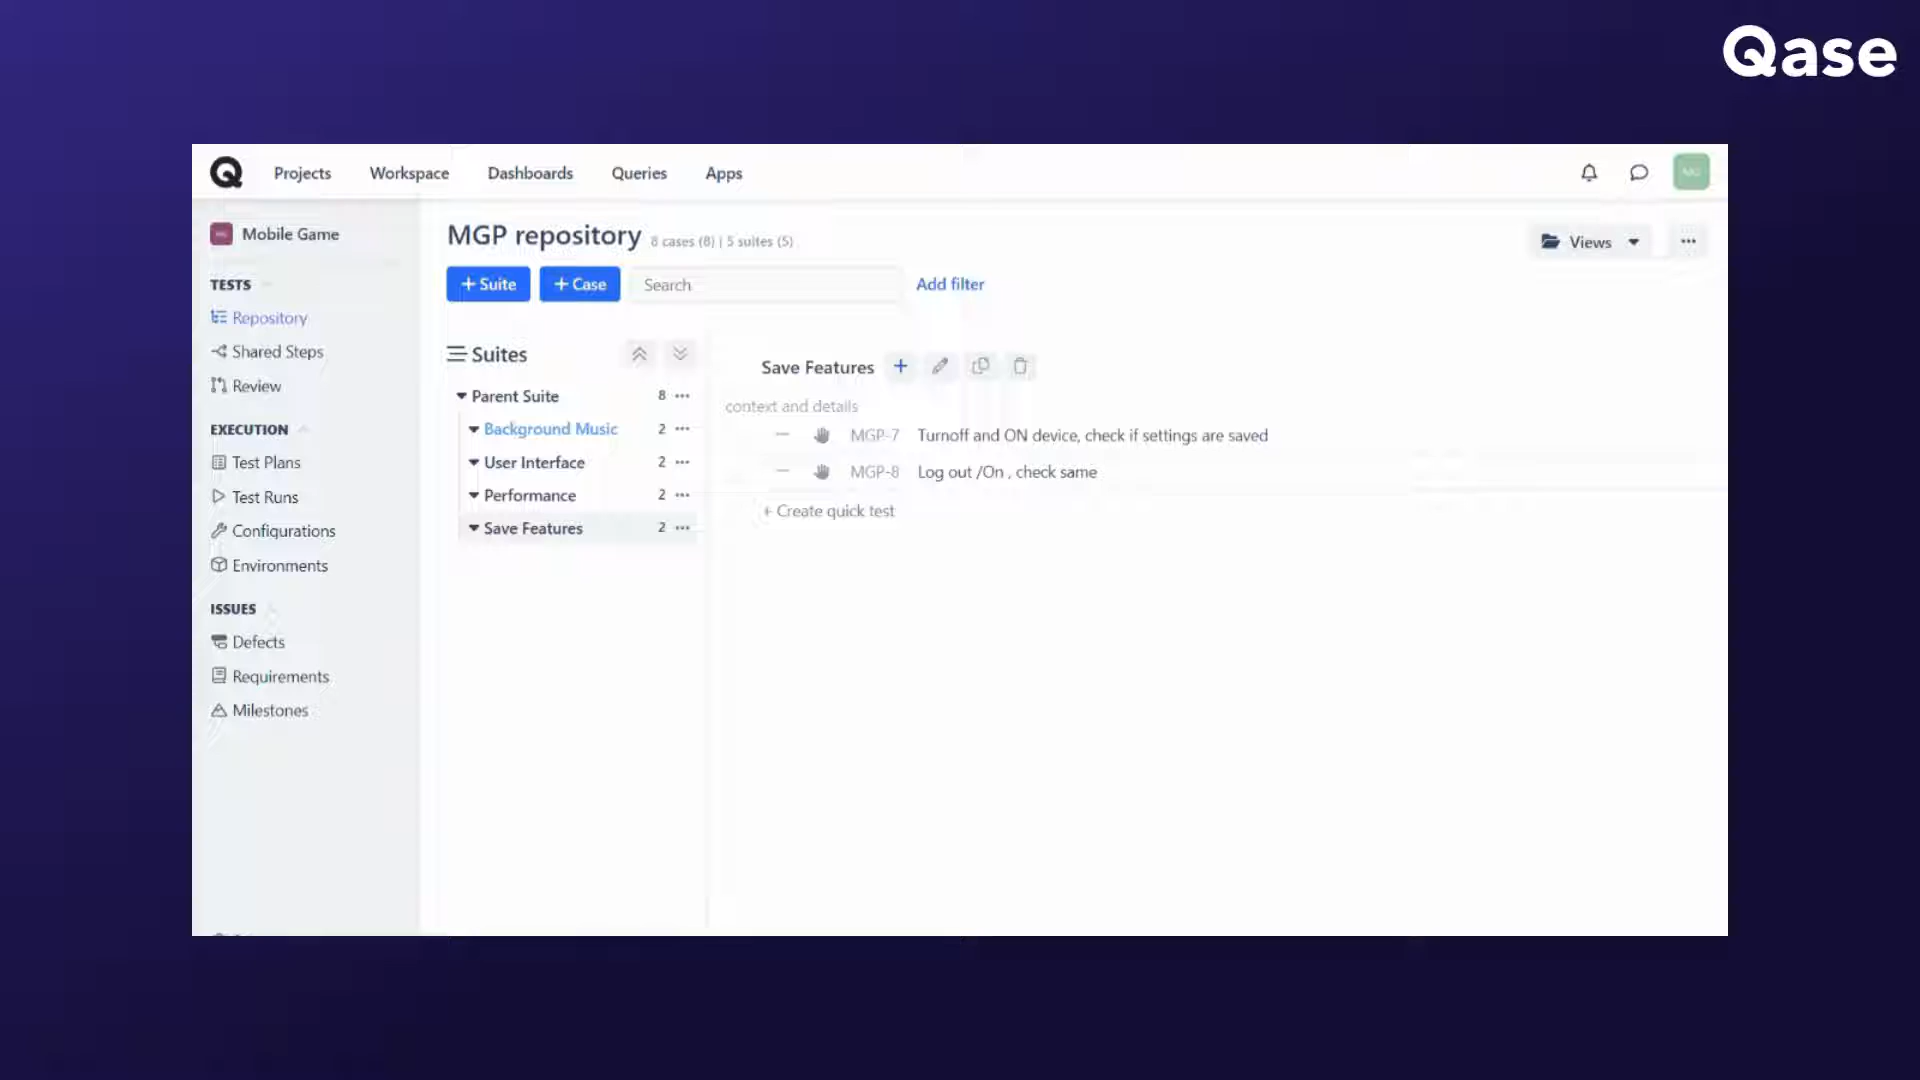 Qase
Projects Workspace Dashboards Queries Apps
Mobile Game
TESTS
Repository
Shared Steps
Review
EXECUTION
Test Plans
Test Runs
Configurations
Environments
ISSUES
Defects
Requirements
Milestones
MGP repository 8 cases (8) | 5 suites (5)
Views
+ Suite + Case Search Add filter
Suites
Parent Suite 8
Background Music 2
User Interface 2
Performance 2
Save Features 2
Save Features
context and details
MGP-7 Turnoff and ON device, check if settings are saved
MGP-8 Log out /On , check same
+ Create quick test